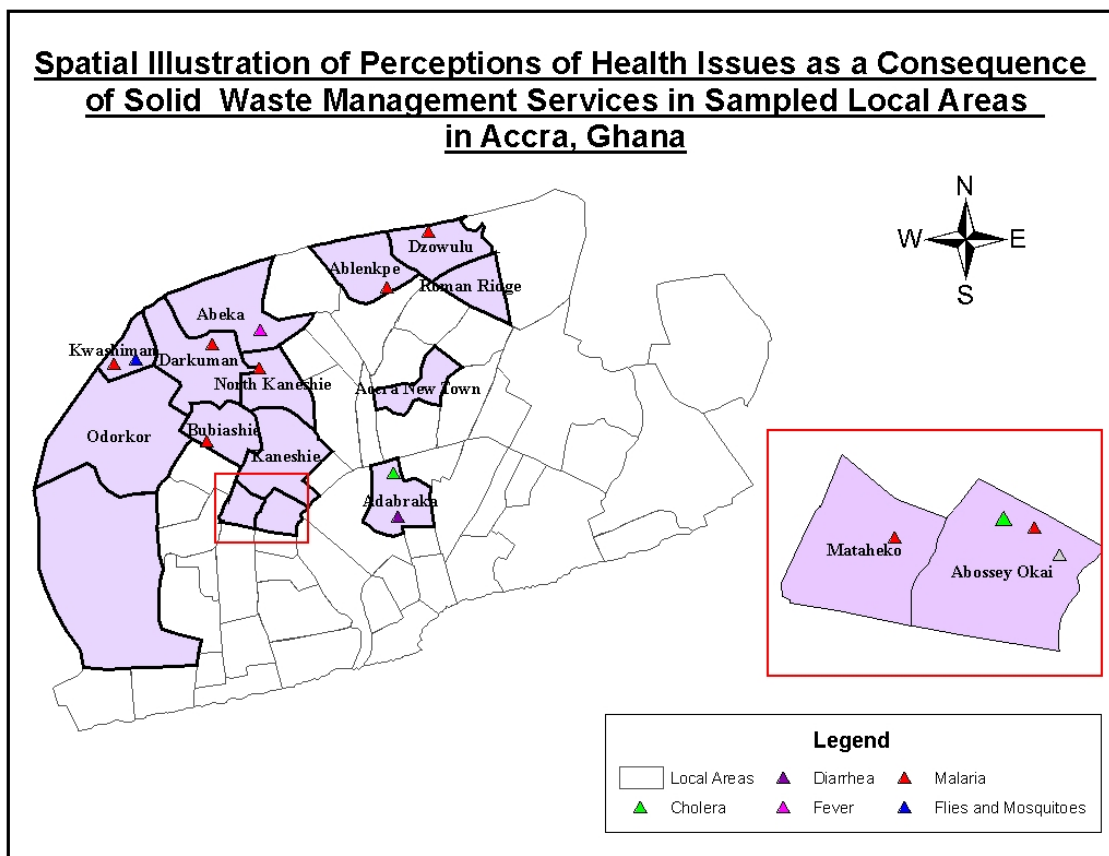 Spatial Illustration of Perceptions of Health Issues as a Consequence
of Solid Waste Management Services in Sampled Local Areas
in Accra, Ghana
N
W E
S
Dzowulu
Ablenkpe
Roman Ridge
Abeka
Kwashiman
Darkuman
North Kaneshie
Accra New Town
Odorkor
Bubiashie
Kaneshie
Adabraka
Mataheko
Abossey Okai
Legend
Local Areas Diarrhea Malaria
Cholera Fever Flies and Mosquitoes